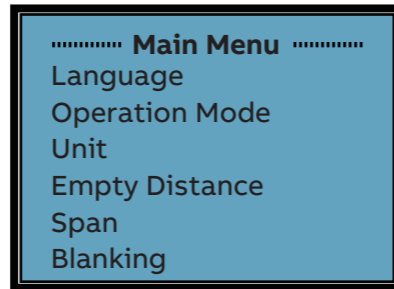 Main Menu
Language
Operation Mode
Unit
Empty Distance
Span
Blanking